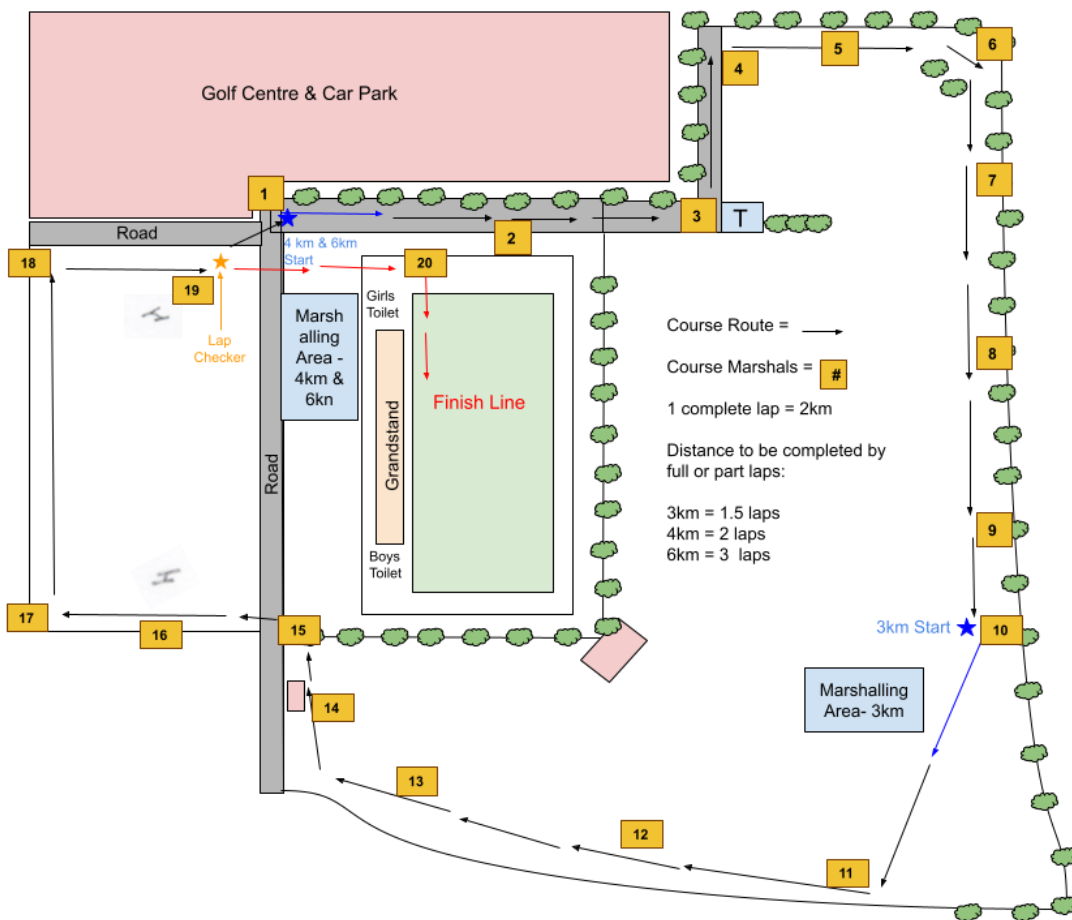 Golf Centre & Car Park
6
5
4
7
1
T
3
2
Road
4 km & 6km
Start
18
20
19
Girls
Toilet
Marsh
alling
Area -
4km &
6kn
Lap
Checker
Finish Line
Grandstand
Road
Boys
Toilet
Course Route =
Course Marshals = #
1 complete lap = 2km
Distance to be completed by
full or part laps:
3km = 1.5 laps
4km = 2 laps
6km = 3 laps
8
9
17
16
15
3km Start
10
Marshalling
Area- 3km
14
13
12
11